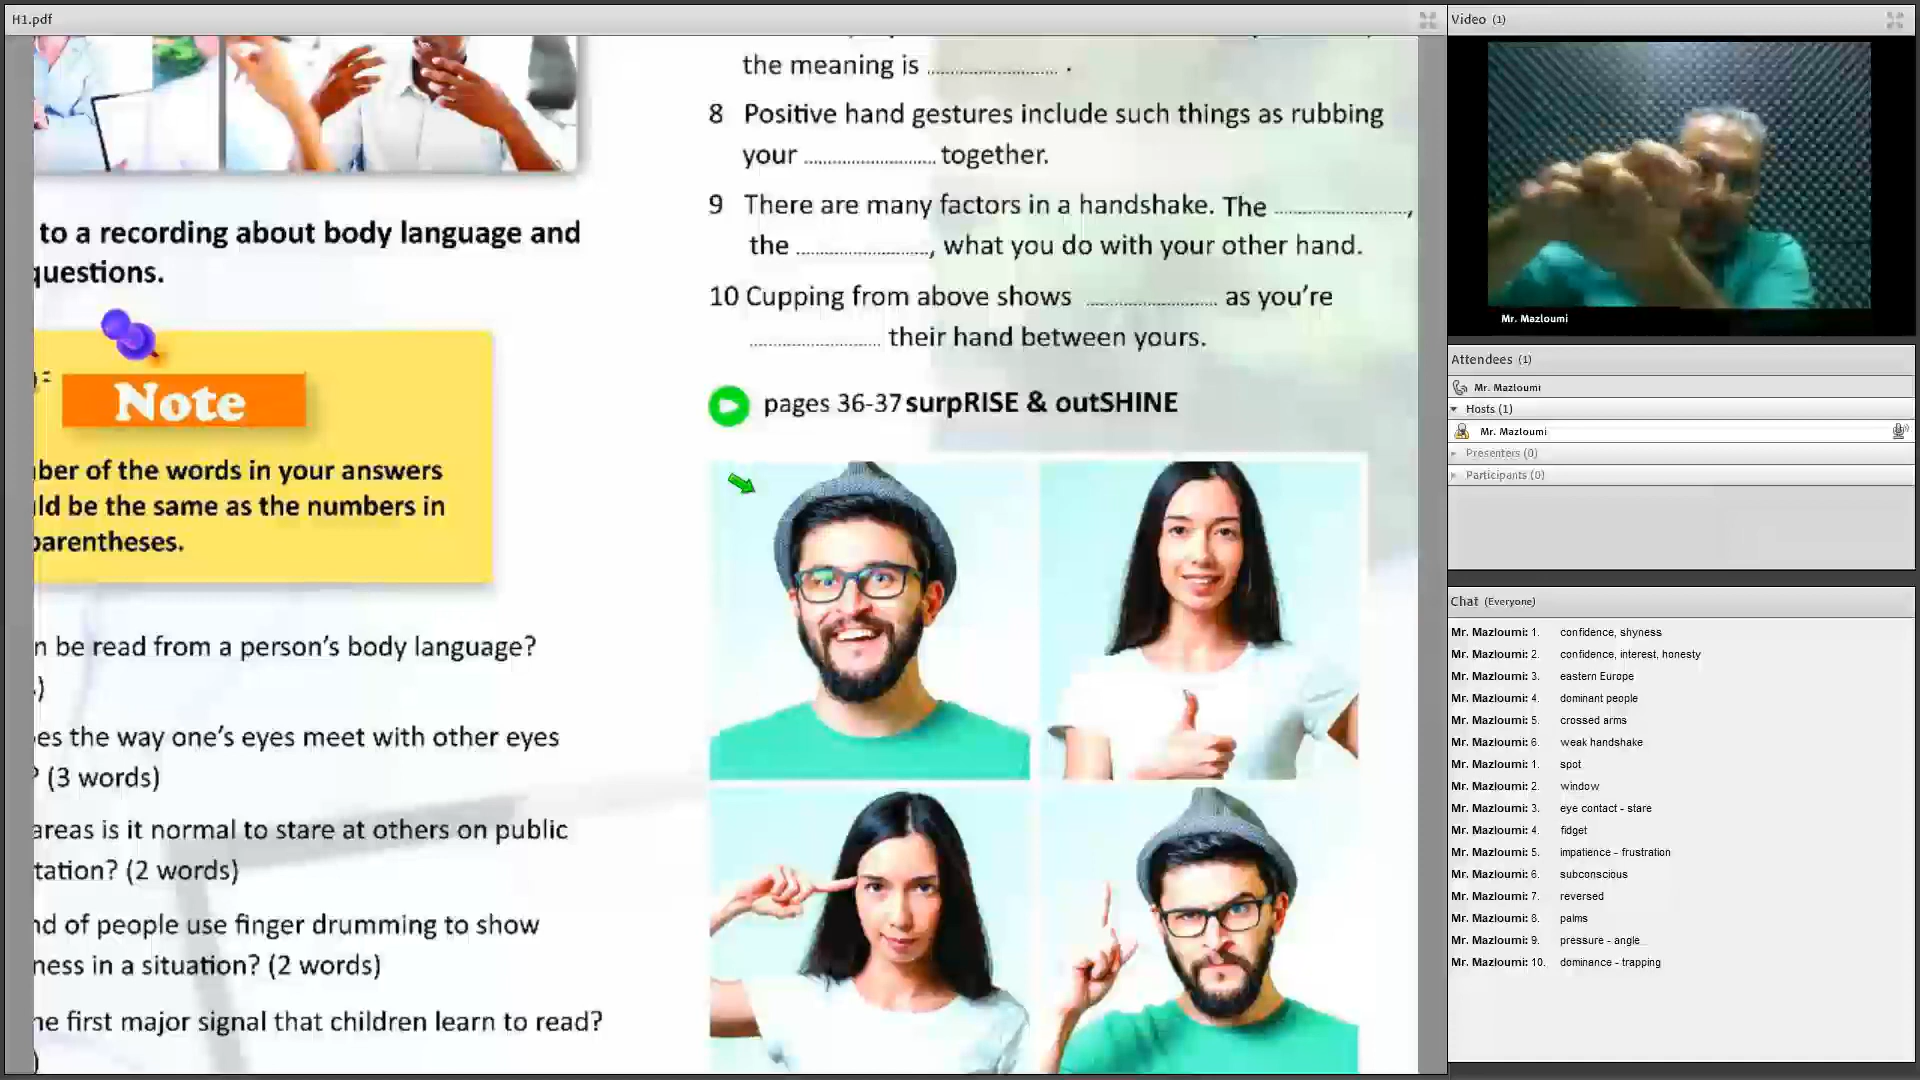 H1.pdf
the meaning is .......................... .
8 Positive hand gestures include such things as rubbing
your .......................... together.
9 There are many factors in a handshake. The ..........................,
the .........................., what you do with your other hand.
10 Cupping from above shows .......................... as you're
.......................... their hand between yours.
pages 36-37 surpRISE & outSHINE
to a recording about body language and
questions.
Note
ber of the words in your answers
ld be the same as the numbers in
parentheses.
n be read from a person's body language?
)
es the way one's eyes meet with other eyes
? (3 words)
areas is it normal to stare at others on public
tation? (2 words)
nd of people use finger drumming to show
ness in a situation? (2 words)
he first major signal that children learn to read?
)
Video (1)
Mr. Mazloumi
Attendees (1)
Mr. Mazloumi
Hosts (1)
Mr. Mazloumi
Presenters (0)
Participants (0)
Chat (Everyone)
Mr. Mazloumi: 1. confidence, shyness
Mr. Mazloumi: 2. confidence, interest, honesty
Mr. Mazloumi: 3. eastern Europe
Mr. Mazloumi: 4. dominant people
Mr. Mazloumi: 5. crossed arms
Mr. Mazloumi: 6. weak handshake
Mr. Mazloumi: 1. spot
Mr. Mazloumi: 2. window
Mr. Mazloumi: 3. eye contact - stare
Mr. Mazloumi: 4. fidget
Mr. Mazloumi: 5. impatience - frustration
Mr. Mazloumi: 6. subconscious
Mr. Mazloumi: 7. reversed
Mr. Mazloumi: 8. palms
Mr. Mazloumi: 9. pressure - angle
Mr. Mazloumi: 10. dominance - trapping